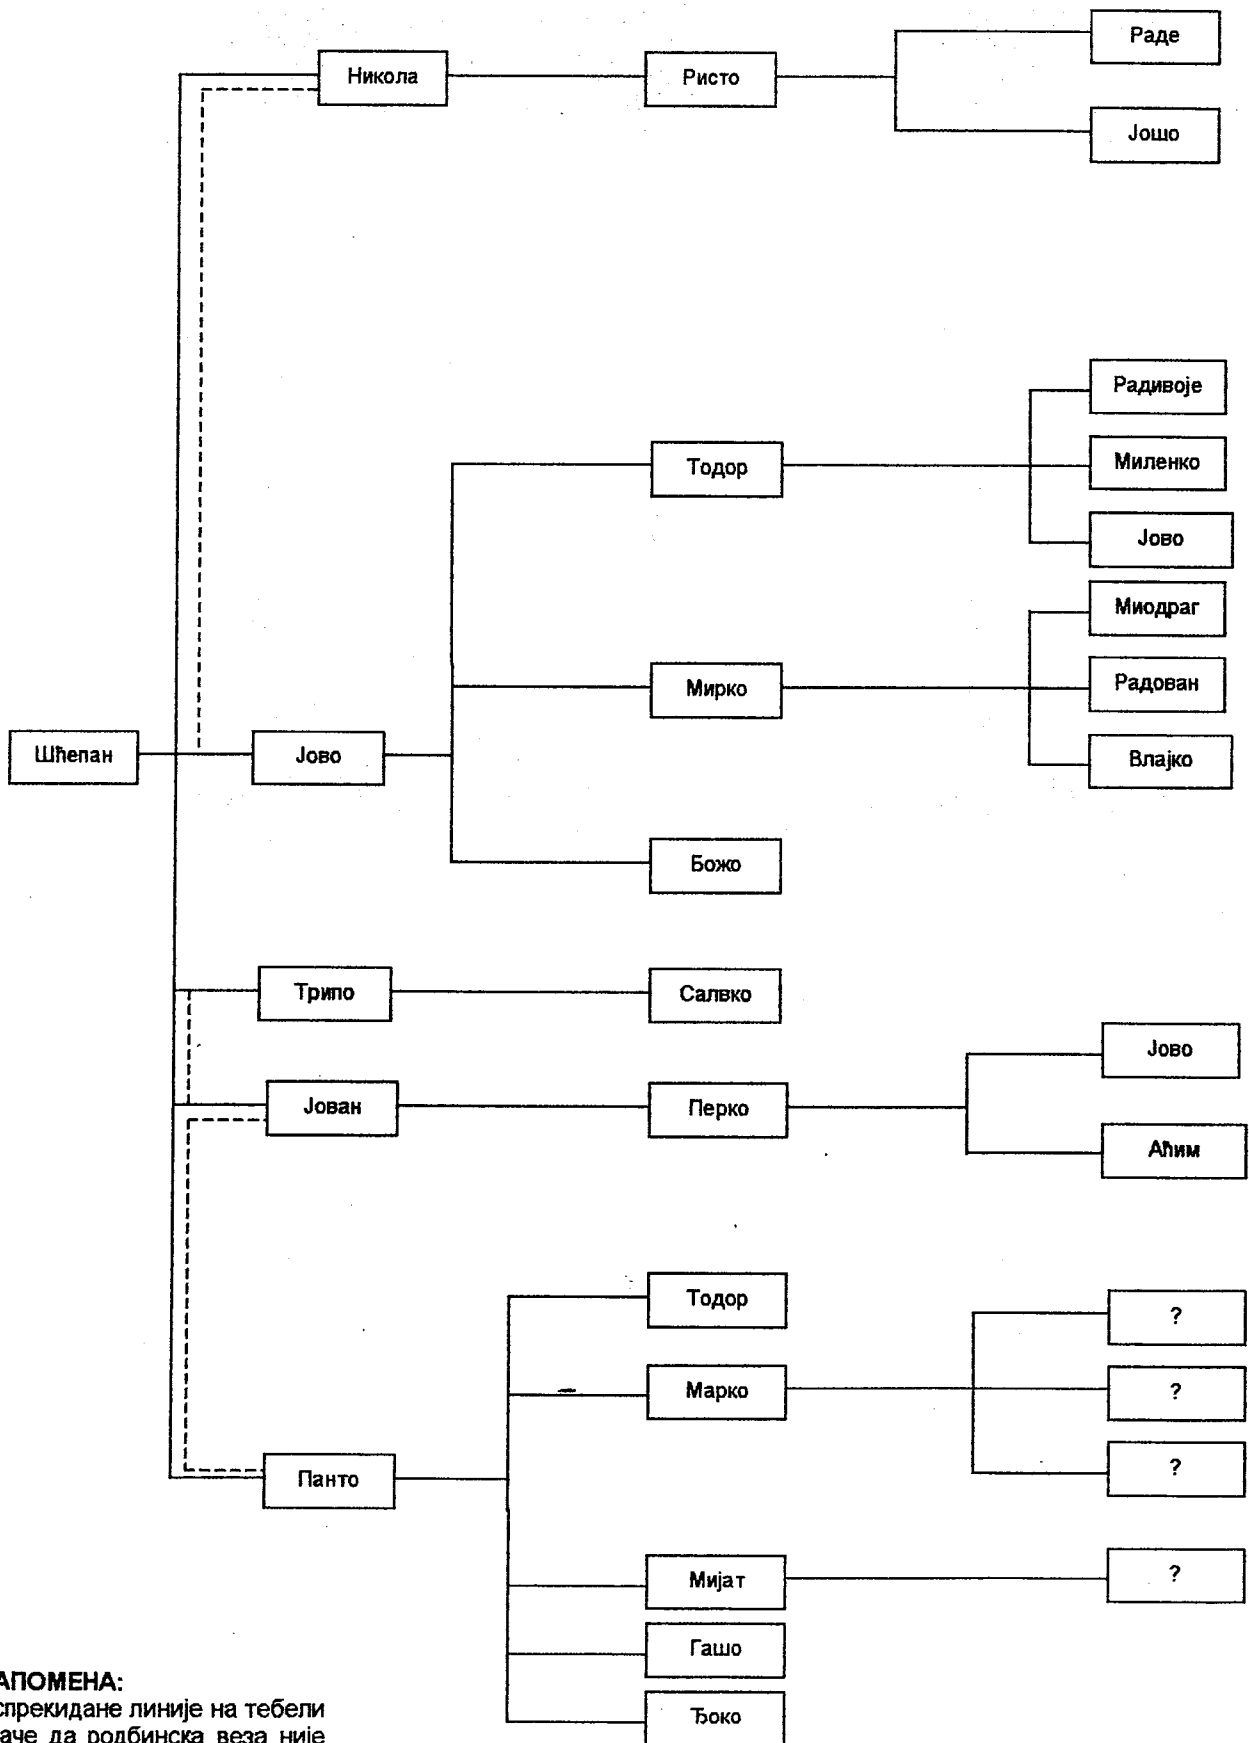 Раде
Никола
Ристо
Јошо
Радивоје
Тодор
Миленко
Јово
Миодраг
Мирко
Радован
Шћепан
Јово
Влајко
Божо
Трипо
Салвко
Јово
Јован
Перко
Аћим
Тодор
?
Марко
?
Панто
?
Мијат
?
Гашо
АПОМЕНА:
спрекидане линије на тебели
Ђоко
аче да родбинска веза није